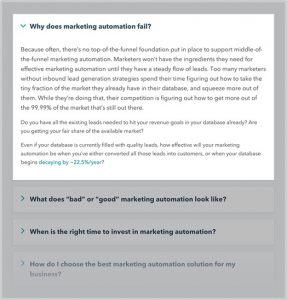 Why does marketing automation fail?
Because often, there's no top-of-the-funnel foundation put in place to support middle-of-
the-funnel marketing automation. Marketers won't have the ingredients they need for
effective marketing automation until they have a steady flow of leads. Too many marketers
without inbound lead generation strategies spend their time figuring out how to take the
tiny fraction of the market they already have in their database, and squeeze more out of
them. While they're doing that, their competition is figuring out how to get more out of
the 99.99% of the market that's still out there.
Do you have all the existing leads needed to hit your revenue goals in your database already? Are
you getting your fair share of the available market?
Even if your database is currently filled with quality leads, how effective will your marketing
automation be when you've either converted all those leads into customers, or when your database
begins decaying by ~22.5%/year?
What does "bad" or "good" marketing automation look like?
When is the right time to invest in marketing automation?
How do I choose the best marketing automation solution for my
business?